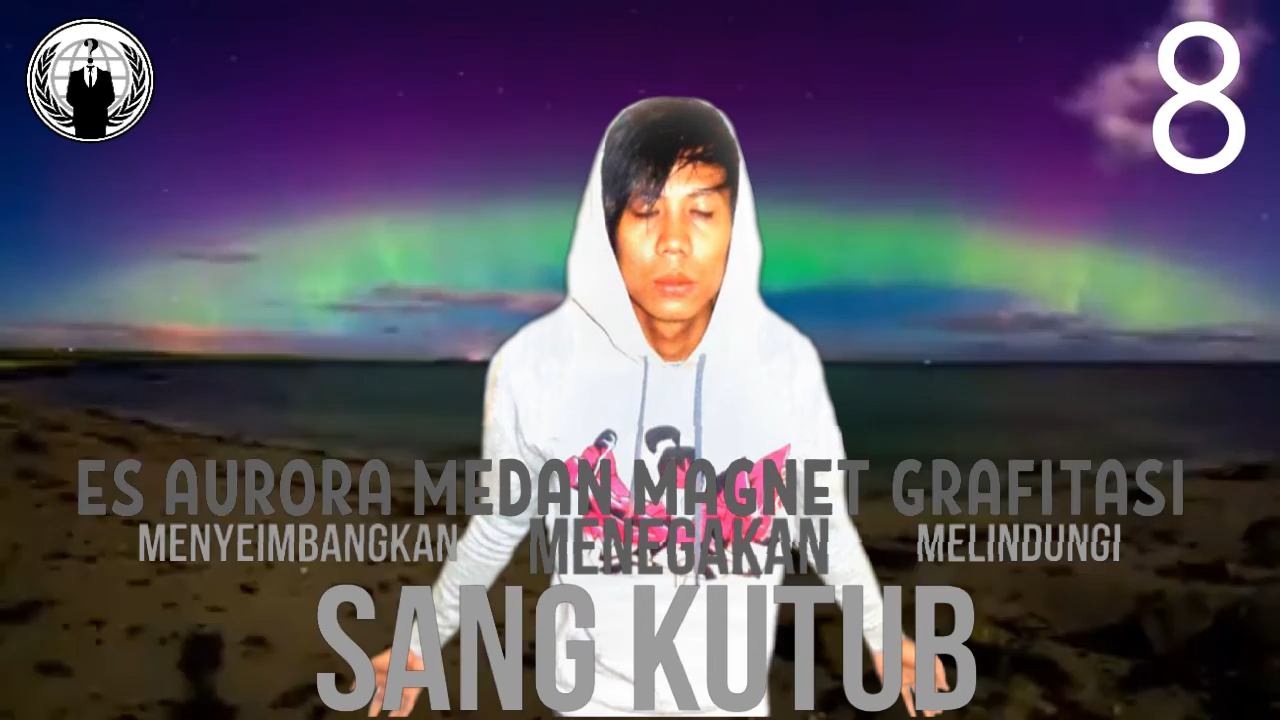 ?
8
ES AURORA MEDAN MAGNET GRAFITASI
MENYEIMBANGKAN MENEGAKAN MELINDUNGI
SANG KUTUB